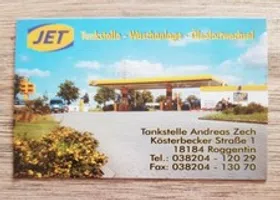 JET
Tankstelle - Waschanlage - Ölwechsel
Tankstelle Andreas Zech
Kösterbecker Straße 1
18184 Roggentin
Tel.: 038204 - 120 29
Fax: 038204 - 130 70